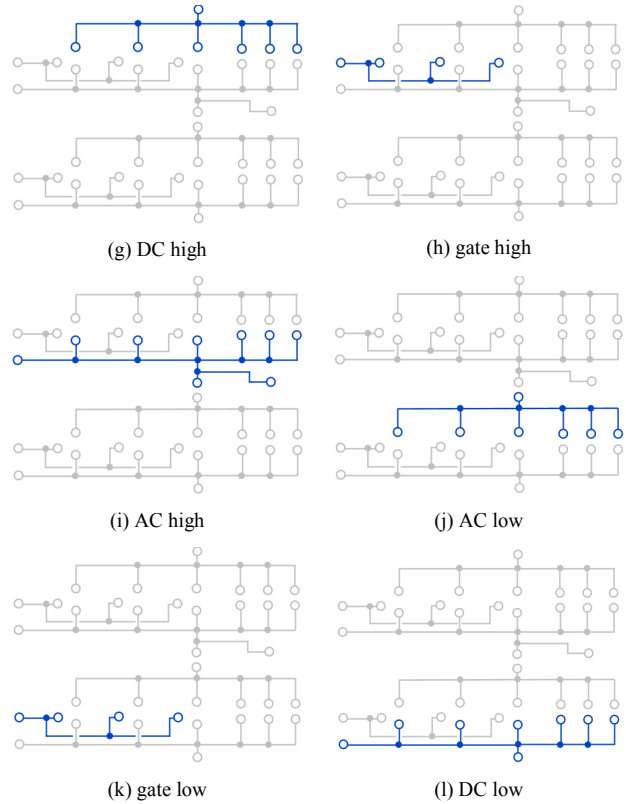 (g) DC high
(h) gate high
(i) AC high
(j) AC low
(k) gate low
(l) DC low